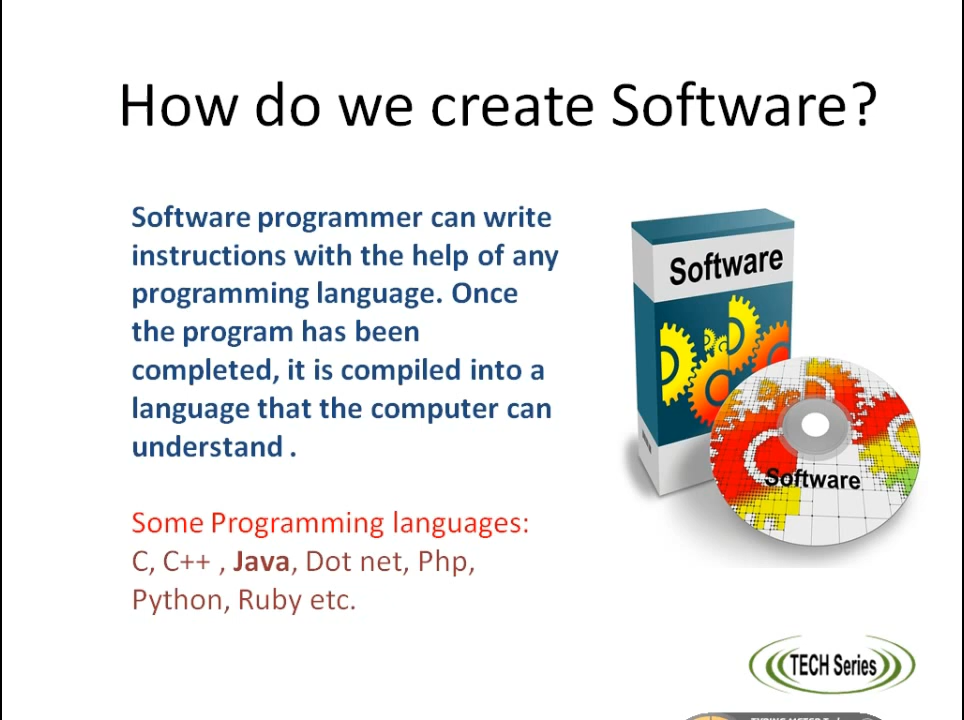 How do we create Software?
Software programmer can write
instructions with the help of any
programming language. Once
the program has been
completed, it is compiled into a
language that the computer can
understand .
Some Programming languages:
C, C++ , Java, Dot net, Php,
Python, Ruby etc.
Software
Software
TECH Series